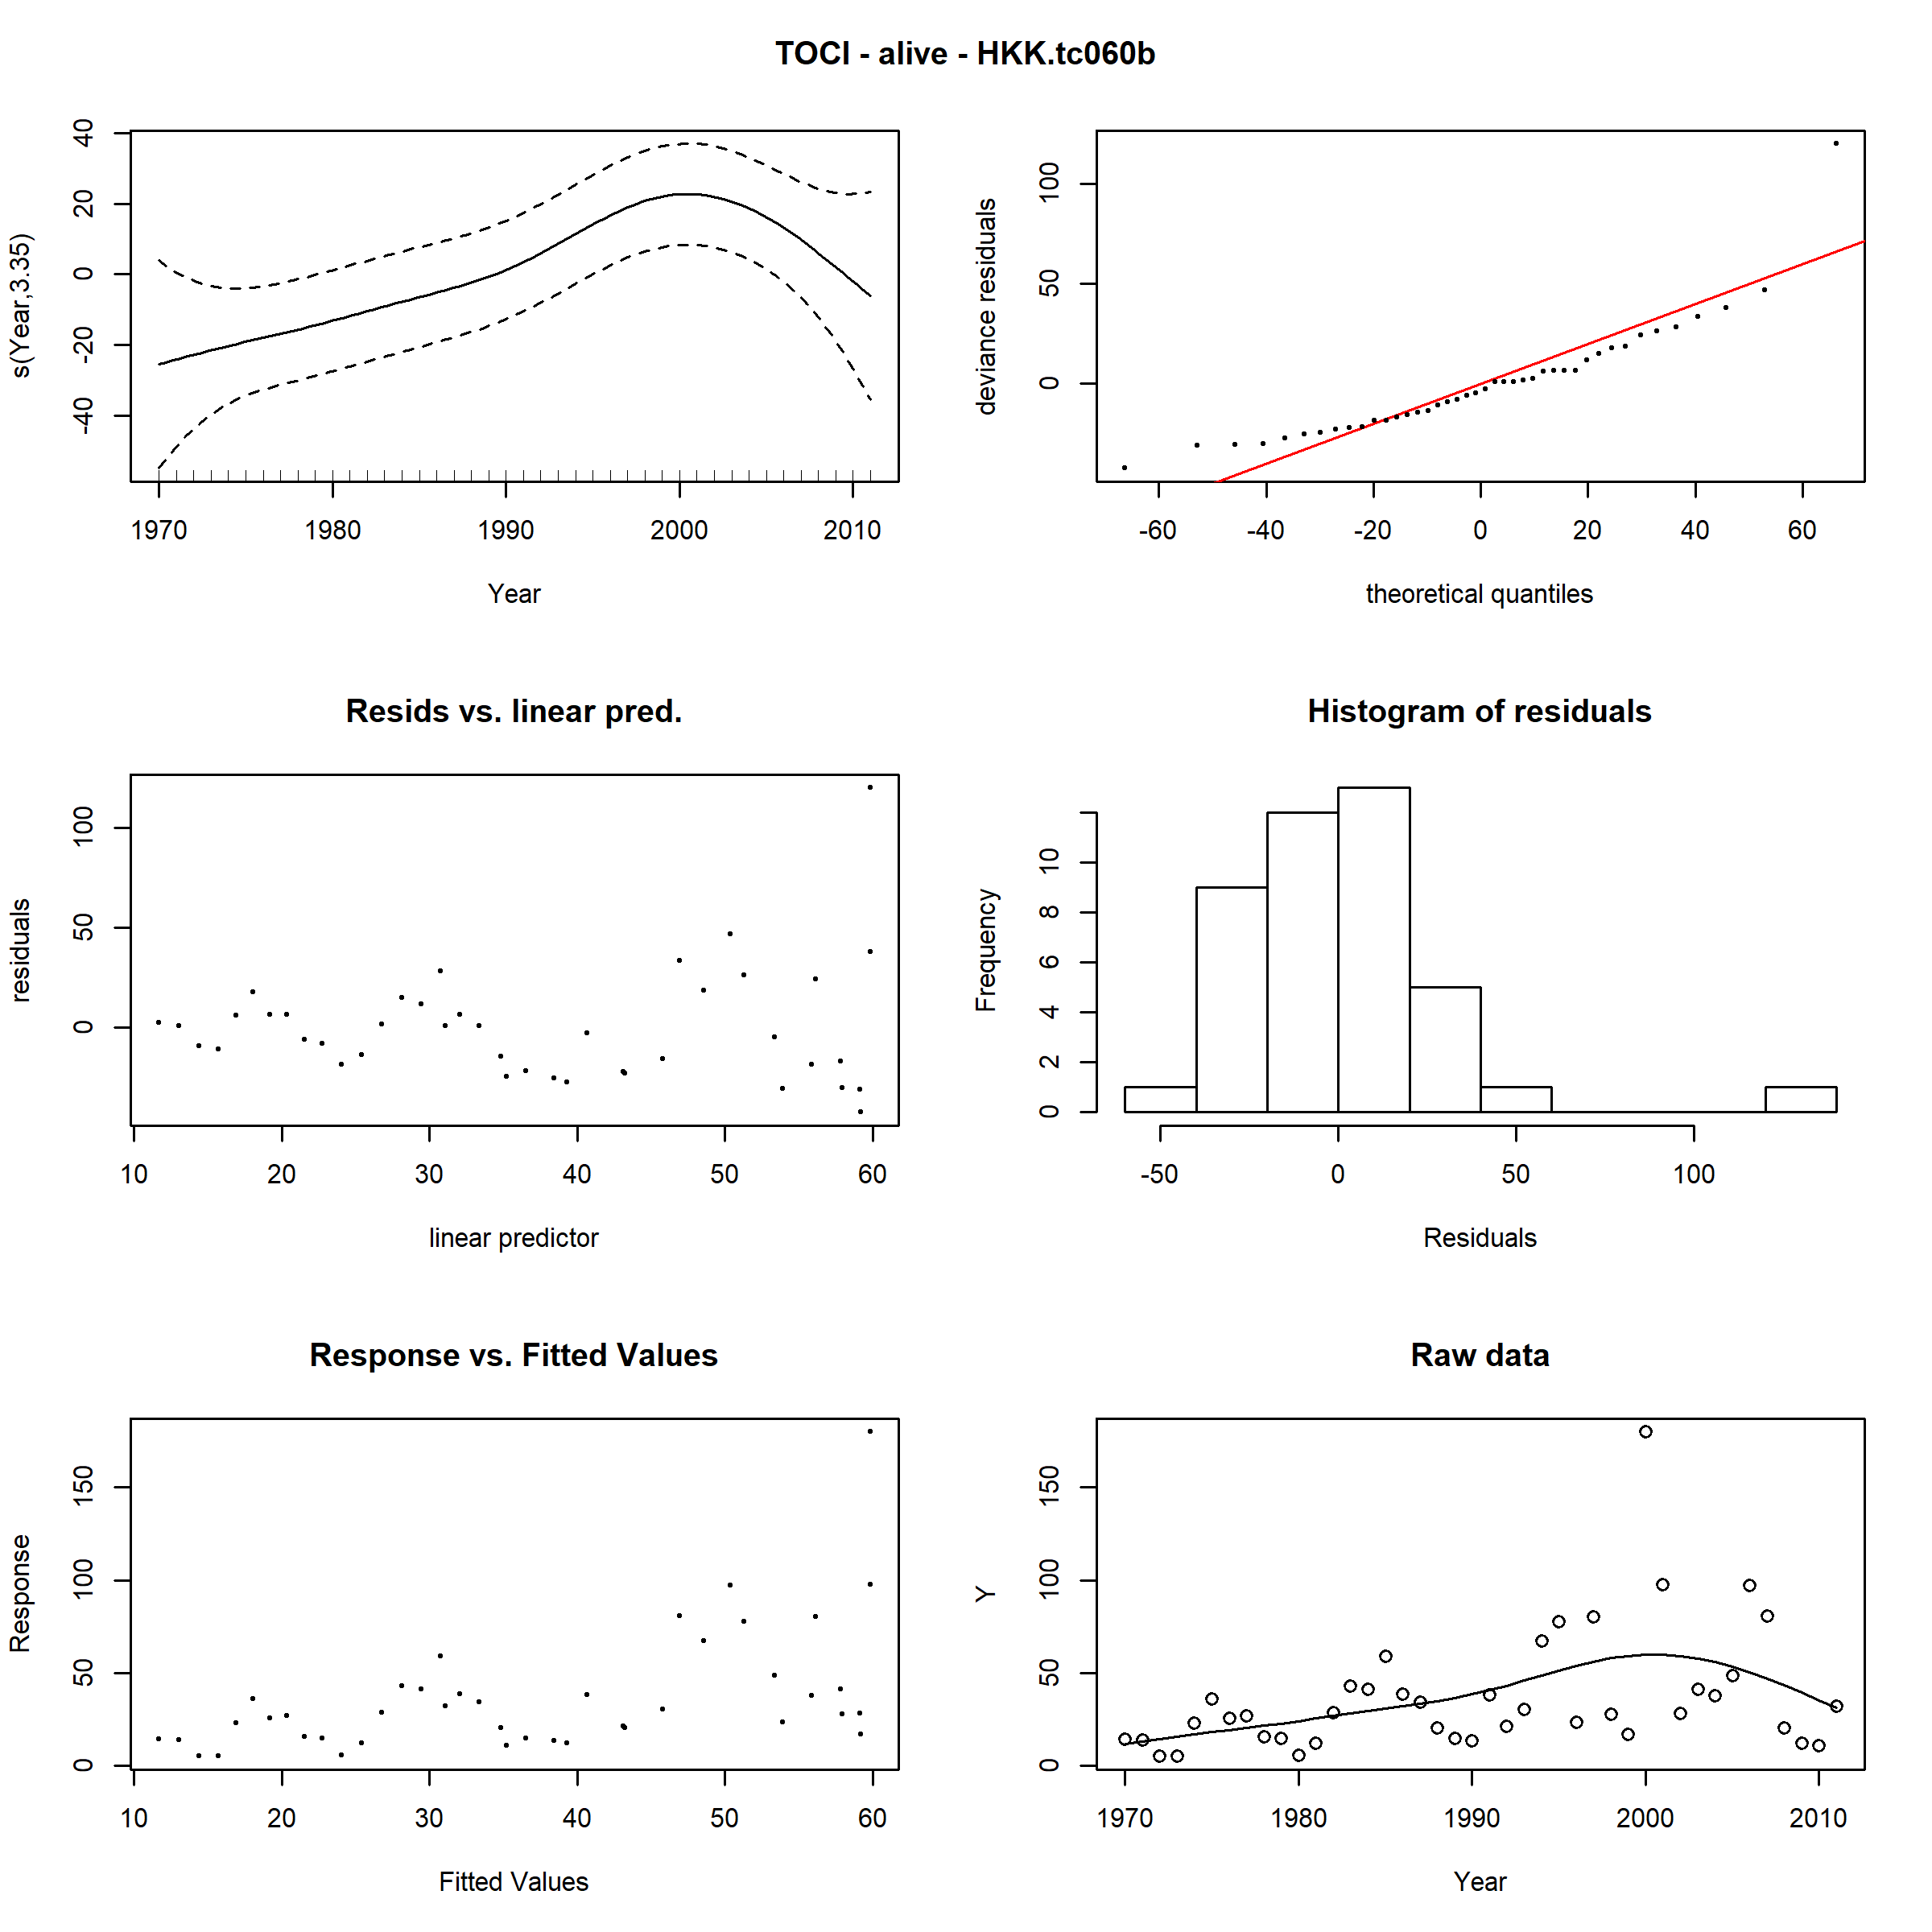 TOCI - alive - HKK.tc060b
s(Year,3.35)
40
20
0
-20
-40
1970 1980 1990 2000 2010
Year
deviance residuals
100
50
0
-60 -40 -20 0 20 40 60
theoretical quantiles
Resids vs. linear pred.
residuals
100
50
0
10 20 30 40 50 60
linear predictor
Histogram of residuals
Frequency
10
8
6
4
2
0
-50 0 50 100
Residuals
Response vs. Fitted Values
Response
150
100
50
0
10 20 30 40 50 60
Fitted Values
Raw data
Y
150
100
50
0
1970 1980 1990 2000 2010
Year